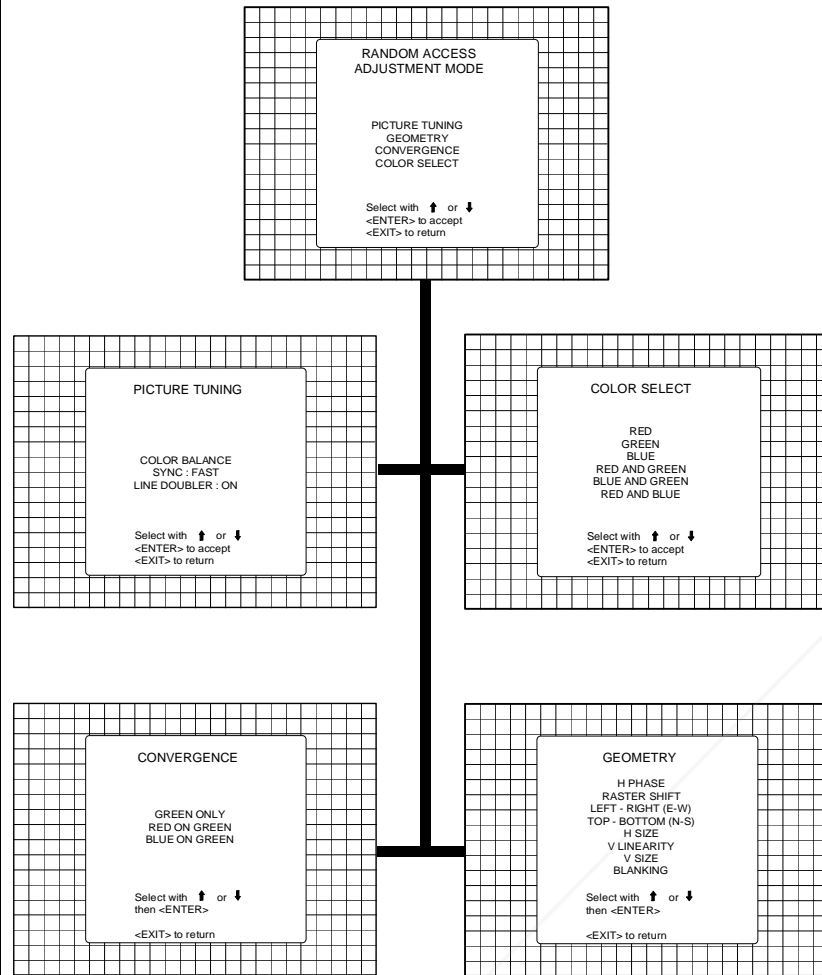 RANDOM ACCESS
ADJUSTMENT MODE
PICTURE TUNING
GEOMETRY
CONVERGENCE
COLOR SELECT
Select with ⬆ or ⬇
<ENTER> to accept
<EXIT> to return
PICTURE TUNING
COLOR BALANCE
SYNC : FAST
LINE DOUBLER : ON
Select with ⬆ or ⬇
<ENTER> to accept
<EXIT> to return
COLOR SELECT
RED
GREEN
BLUE
RED AND GREEN
BLUE AND GREEN
RED AND BLUE
Select with ⬆ or ⬇
<ENTER> to accept
<EXIT> to return
CONVERGENCE
GREEN ONLY
RED ON GREEN
BLUE ON GREEN
Select with ⬆ or ⬇
then <ENTER>
<EXIT> to return
GEOMETRY
H PHASE
RASTER SHIFT
LEFT - RIGHT (E-W)
TOP - BOTTOM (N-S)
H SIZE
V LINEARITY
V SIZE
BLANKING
Select with ⬆ or ⬇
then <ENTER>
<EXIT> to return